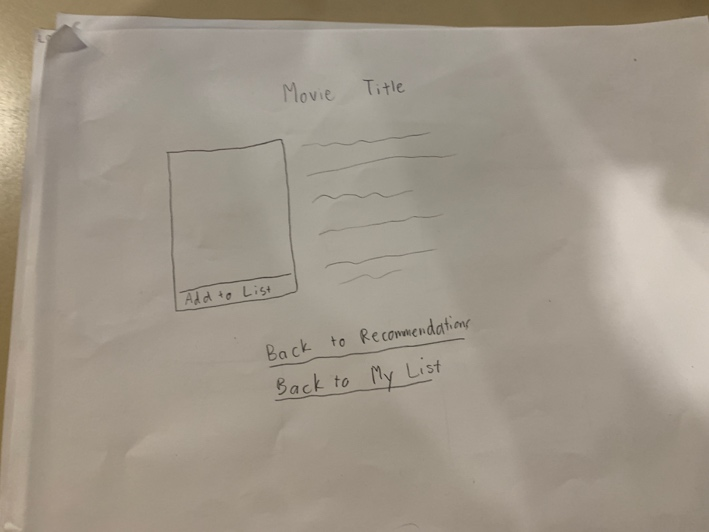 Movie Title
Add to List
Back to Recommendations
Back to My List